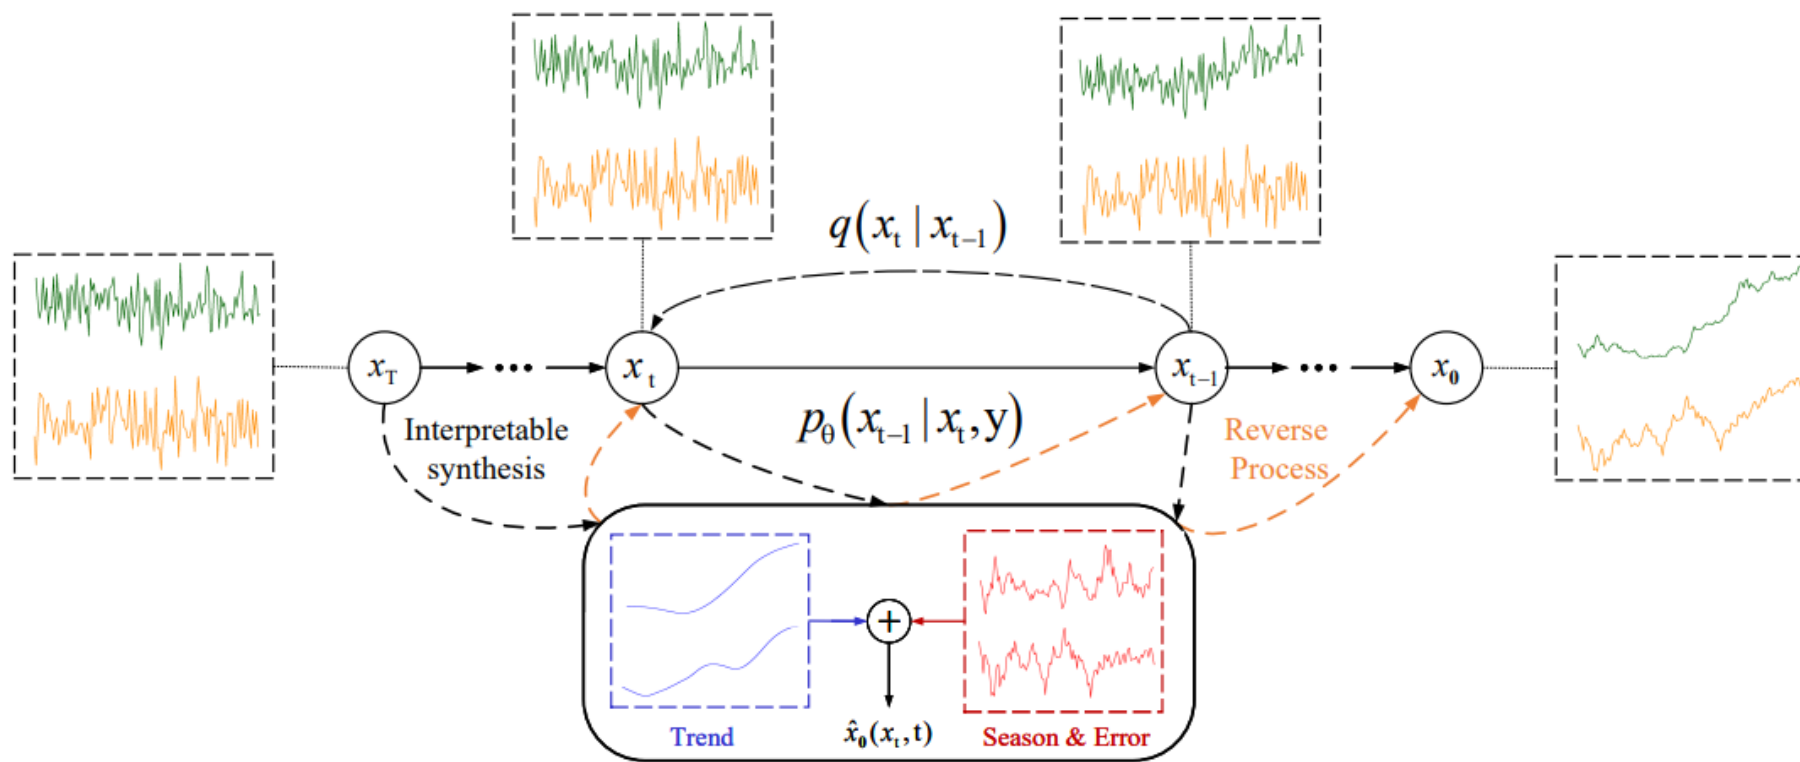 q(x_t | x_{t-1})
x_T
•••
x_t
x_{t-1}
•••
x_0
p_θ(x_{t-1} | x_t, y)
Interpretable
synthesis
Reverse
Process
+
Trend
x̂_0(x_t, t)
Season & Error